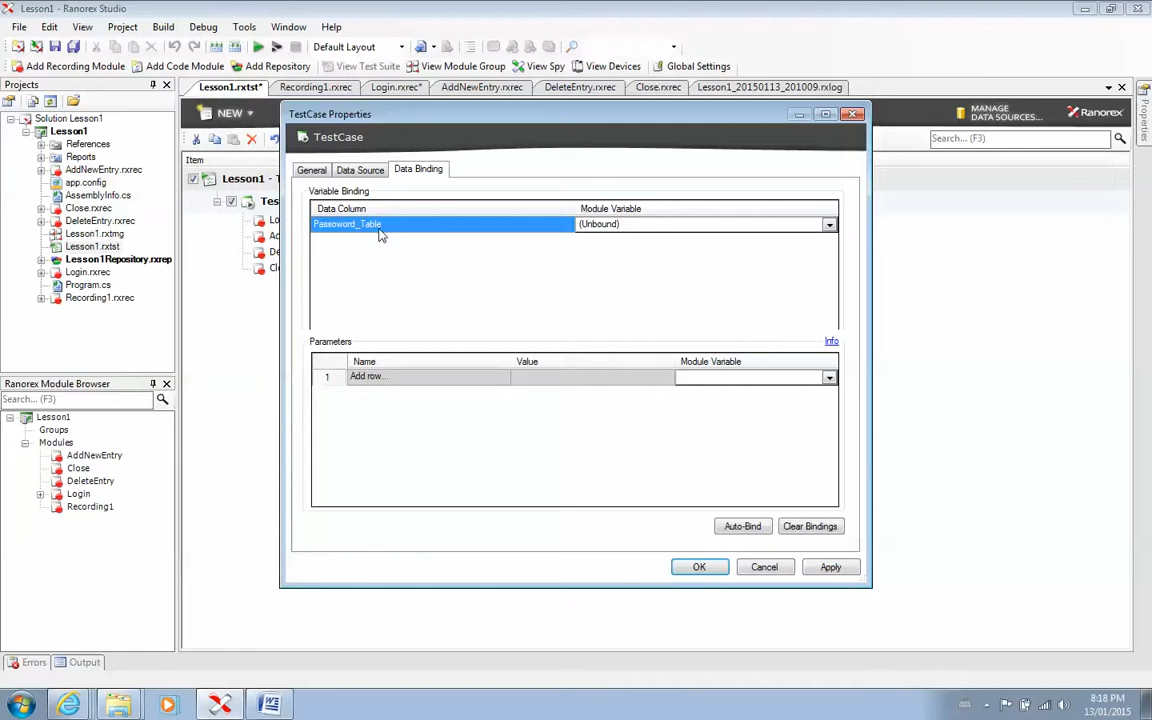 Lesson1 - Ranorex Studio
File Edit View Project Build Debug Tools Window Help
Default Layout
Add Recording Module Add Code Module Add Repository View Test Suite View Module Group View Spy View Devices Global Settings
Projects
Lesson1.rxtst* Recording1.rxrec Login.rxrec* AddNewEntry.rxrec DeleteEntry.rxrec Close.rxrec Lesson1_20150113_201009.rxlog
NEW
MANAGE
DATA SOURCES...
Ranorex
Properties
Search... (F3)
Item
Solution Lesson1
Lesson1
References
Reports
AddNewEntry.rxrec
app.config
AssemblyInfo.cs
Close.rxrec
DeleteEntry.rxrec
Lesson1.rxtmg
Lesson1.rxtst
Lesson1Repository.rxrep
Login.rxrec
Program.cs
Recording1.rxrec
Lesson1 - T
Tes
Lo
Ad
De
Cl
TestCase Properties
TestCase
General Data Source Data Binding
Variable Binding
Data Column Module Variable
Passoword_Table (Unbound)
Parameters Info
Name Value Module Variable
1 Add row...
Auto-Bind Clear Bindings
OK Cancel Apply
Ranorex Module Browser
Search... (F3)
Lesson1
Groups
Modules
AddNewEntry
Close
DeleteEntry
Login
Recording1
Errors Output
8:18 PM
13/01/2015